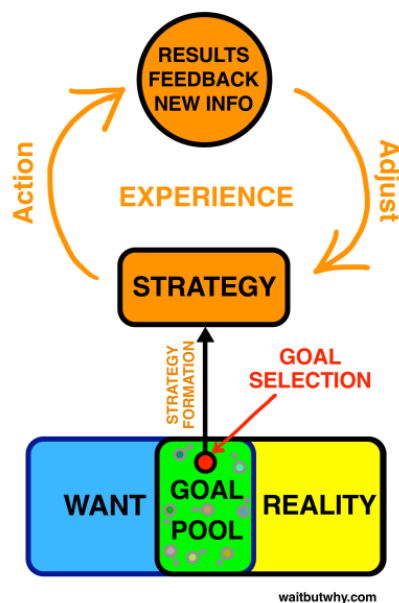 RESULTS
FEEDBACK
NEW INFO
Action
Adjust
EXPERIENCE
STRATEGY
STRATEGY
FORMATION
GOAL
SELECTION
WANT
GOAL
POOL
REALITY
waitbutwhy.com